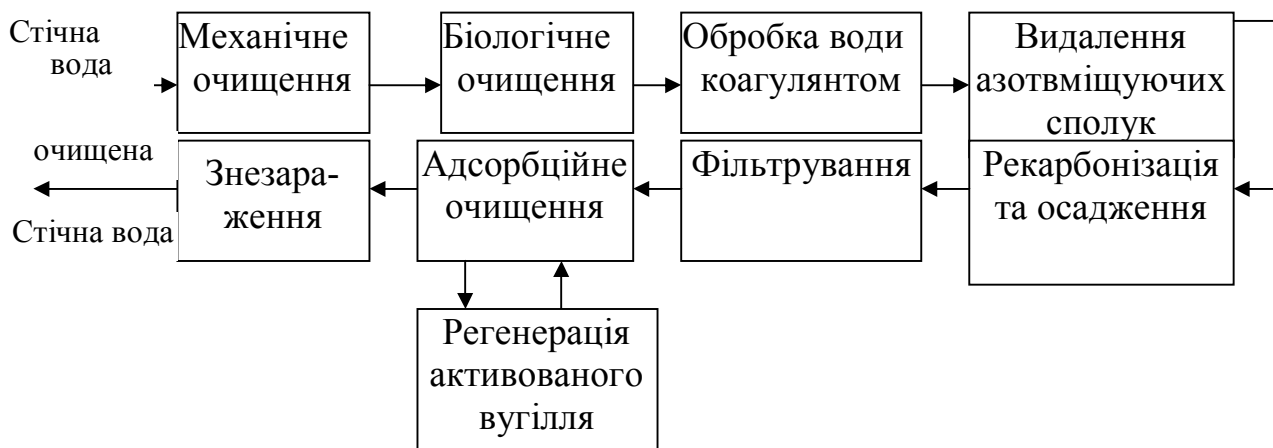 Стічна
вода
Механічне
очищення
Біологічне
очищення
Обробка води
коагулянтом
Видалення
азотвміщуючих
сполук
очищена
Стічна вода
Знезара-
ження
Адсорбційне
очищення
Фільтрування
Рекарбонізація
та осадження
Регенерація
активованого
вугілля